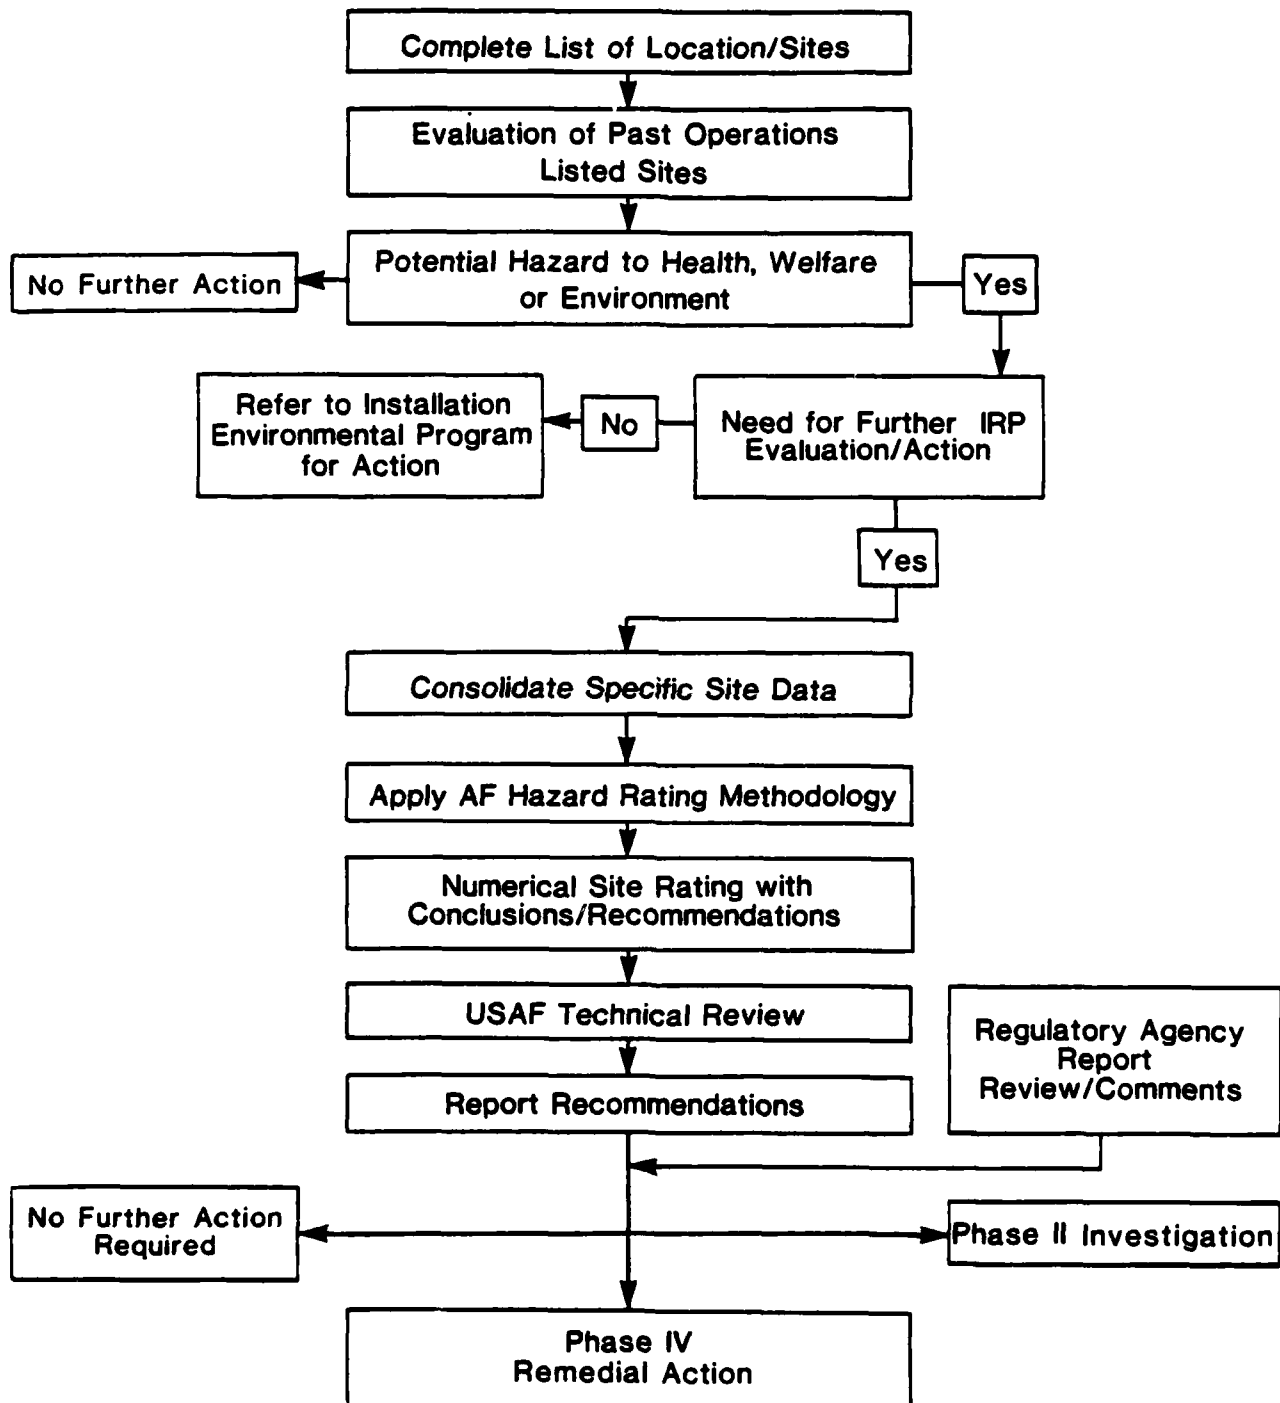 Complete List of Location/Sites
Evaluation of Past Operations
Listed Sites
Potential Hazard to Health, Welfare
or Environment
No Further Action
Yes
Refer to Installation
Environmental Program
for Action
No
Need for Further IRP
Evaluation/Action
Yes
Consolidate Specific Site Data
Apply AF Hazard Rating Methodology
Numerical Site Rating with
Conclusions/Recommendations
USAF Technical Review
Regulatory Agency
Report
Review/Comments
Report Recommendations
No Further Action
Required
Phase II Investigation
Phase IV
Remedial Action